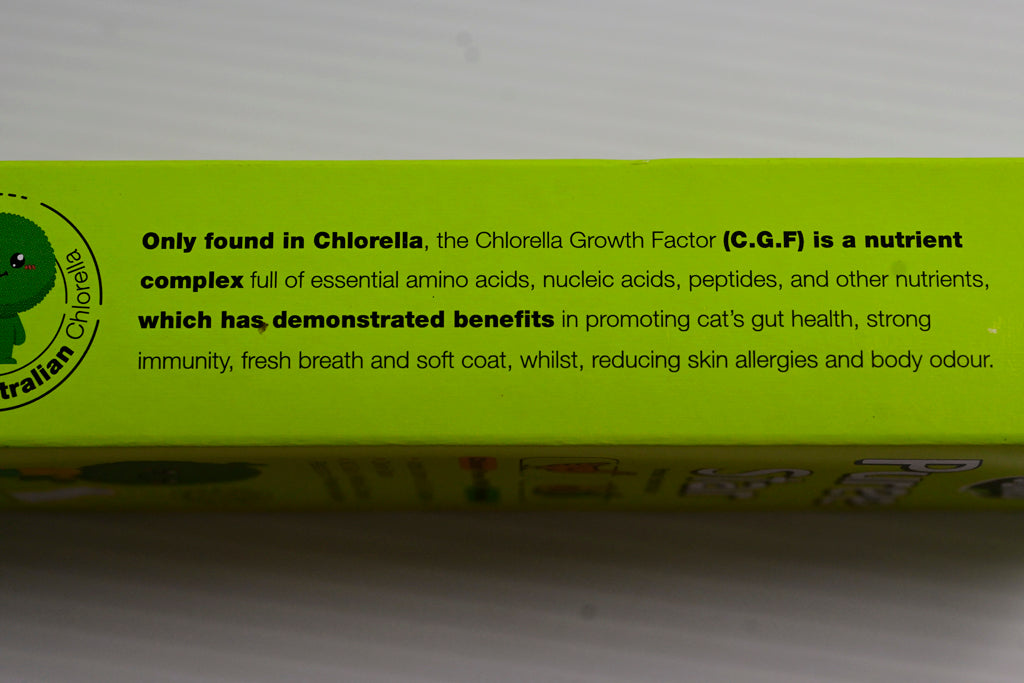 Only found in Chlorella, the Chlorella Growth Factor (C.G.F) is a nutrient
complex full of essential amino acids, nucleic acids, peptides, and other nutrients,
which has demonstrated benefits in promoting cat's gut health, strong
immunity, fresh breath and soft coat, whilst, reducing skin allergies and body odour.
tralian Chlorella